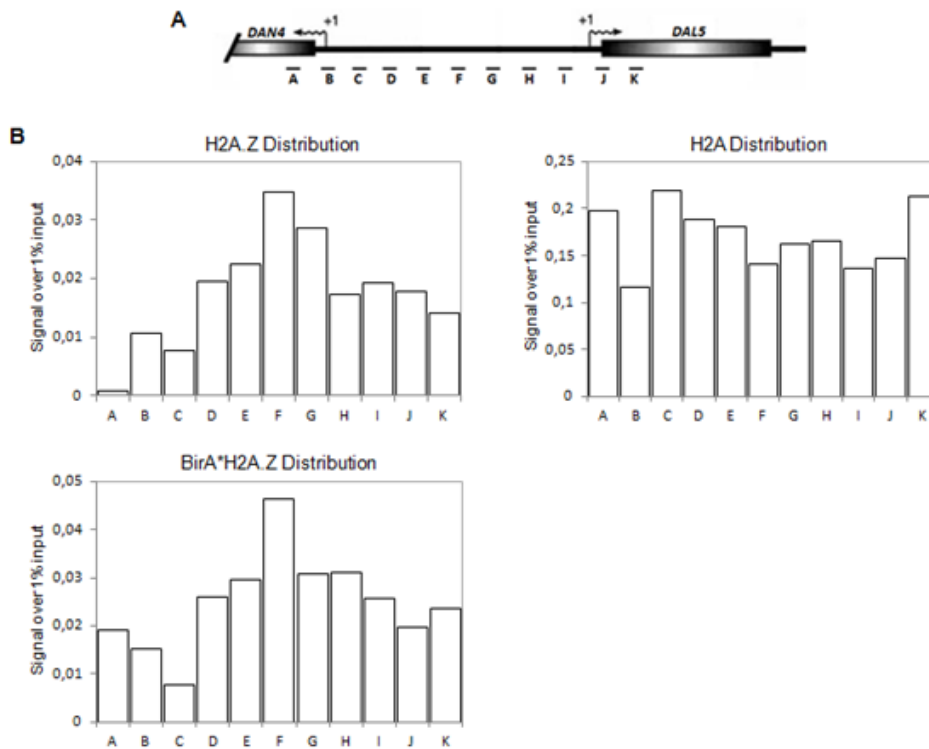 A
DAN4 +1 +1 DAL5
A B C D E F G H I J K
B
H2A.Z Distribution
Signal over 1% input
0,04
0,03
0,02
0,01
0
A B C D E F G H I J K
H2A Distribution
Signal over 1% input
0,25
0,2
0,15
0,1
0,05
0
A B C D E F G H I J K
BirA*H2A.Z Distribution
Signal over 1% input
0,05
0,04
0,03
0,02
0,01
0
A B C D E F G H I J K